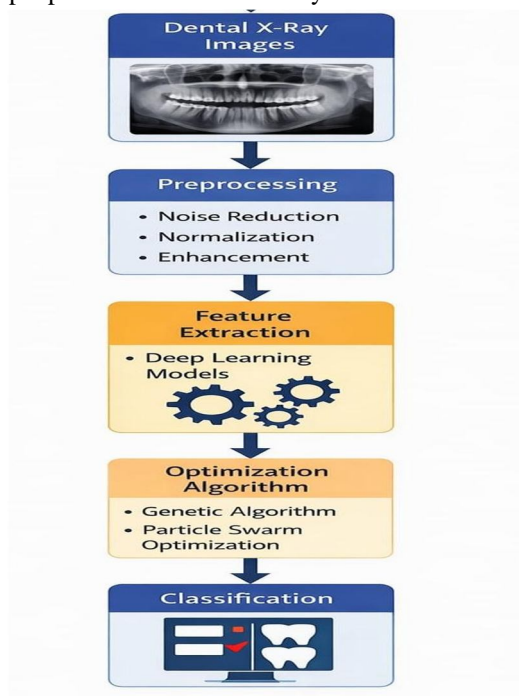 Dental X-Ray
Images
Preprocessing
• Noise Reduction
• Normalization
• Enhancement
Feature
Extraction
• Deep Learning
Models
Optimization
Algorithm
• Genetic Algorithm
• Particle Swarm
Optimization
Classification